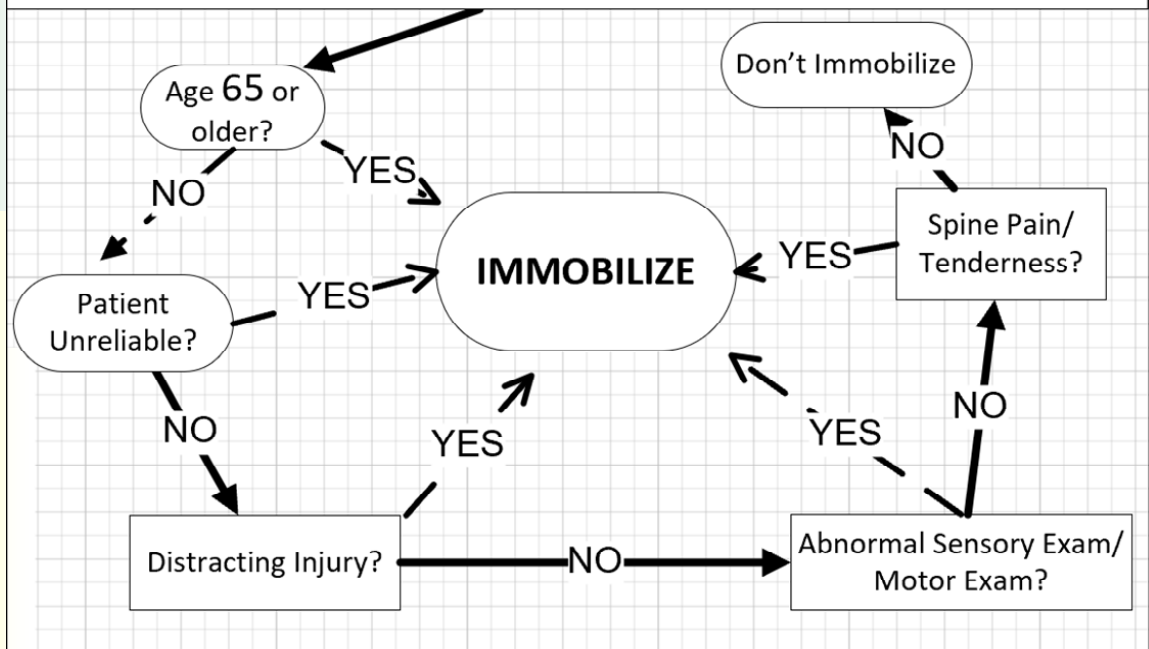 Age 65 or
older?
YES
NO
Patient
Unreliable?
YES
NO
Distracting Injury?
YES
NO
IMMOBILIZE
Abnormal Sensory Exam/
Motor Exam?
YES
NO
Spine Pain/
Tenderness?
YES
NO
Don’t Immobilize